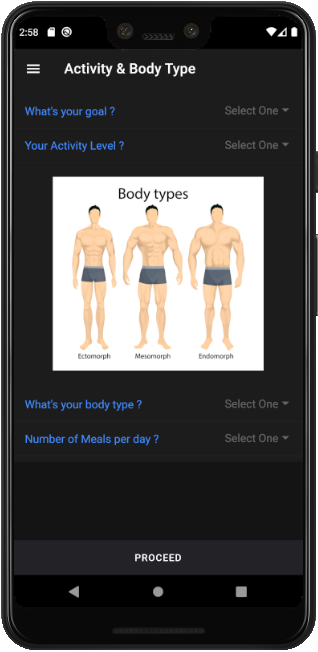 2:58
Activity & Body Type
What's your goal ? Select One
Your Activity Level ? Select One
Body types
Ectomorph Mesomorph Endomorph
What's your body type ? Select One
Number of Meals per day ? Select One
PROCEED